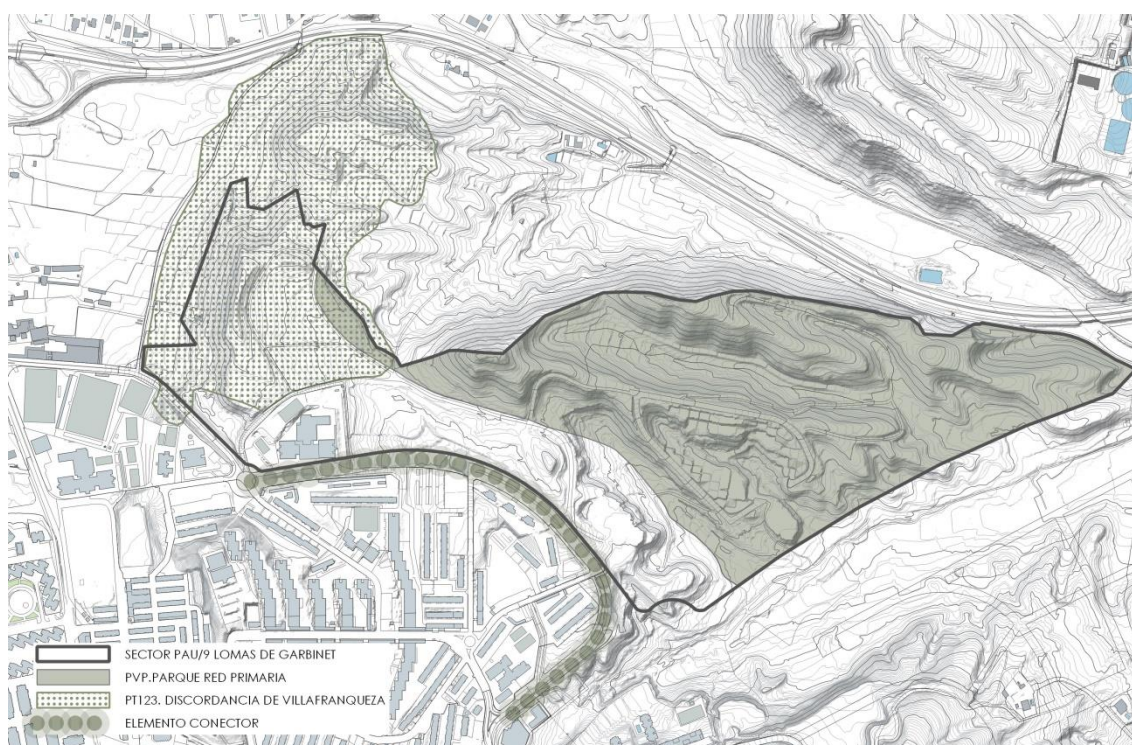 SECTOR PAU/9 LOMAS DE GARBINET
PVP.PARQUE RED PRIMARIA
PT123. DISCORDANCIA DE VILLAFRANQUEZA
ELEMENTO CONECTOR